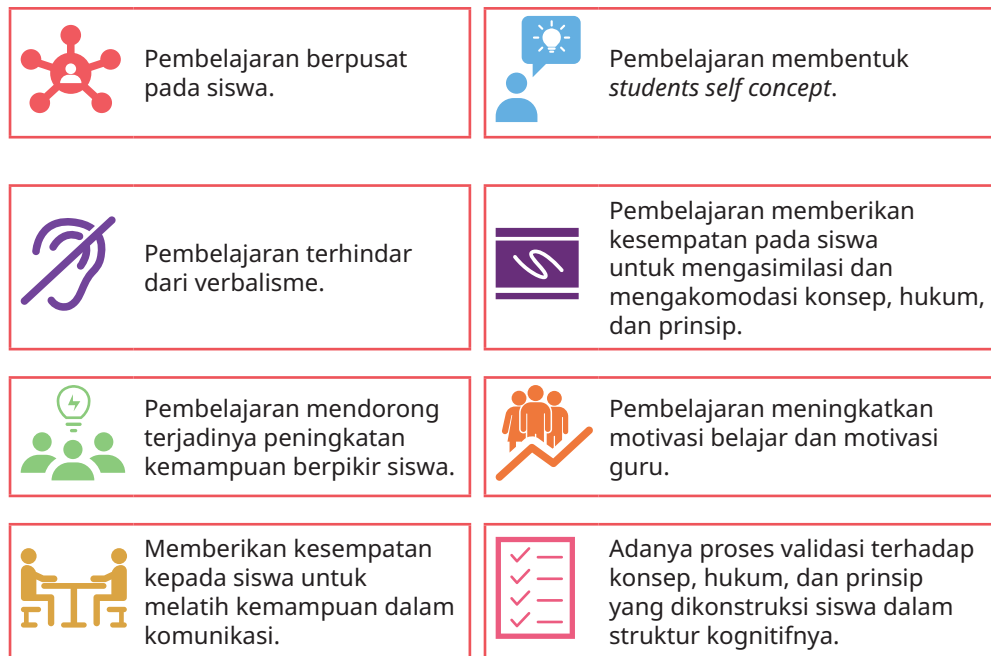 Pembelajaran berpusat
pada siswa.
Pembelajaran membentuk
students self concept.
Pembelajaran terhindar
dari verbalisme.
Pembelajaran memberikan
kesempatan pada siswa
untuk mengasimilasi dan
mengakomodasi konsep, hukum,
dan prinsip.
Pembelajaran mendorong
terjadinya peningkatan
kemampuan berpikir siswa.
Pembelajaran meningkatkan
motivasi belajar dan motivasi
guru.
Memberikan kesempatan
kepada siswa untuk
melatih kemampuan dalam
komunikasi.
Adanya proses validasi terhadap
konsep, hukum, dan prinsip
yang dikonstruksi siswa dalam
struktur kognitifnya.